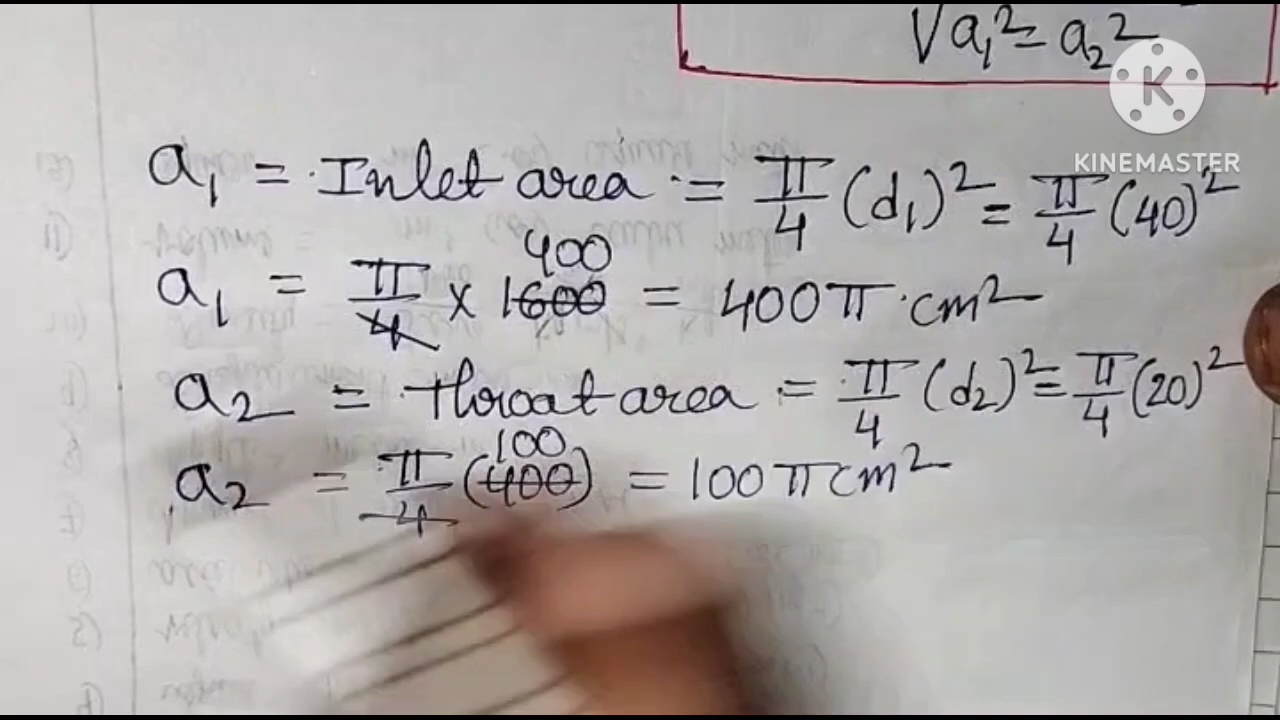 √a₁² = a₂²
KINEMASTER
a₁ = Inlet area = π/4 (d₁)² = π/4 (40)²
400
a₁ = π/4 × 1600 = 400π cm²
a₂ = throat area = π/4 (d₂)² = π/4 (20)²
100
a₂ = π/4 (400) = 100π cm²